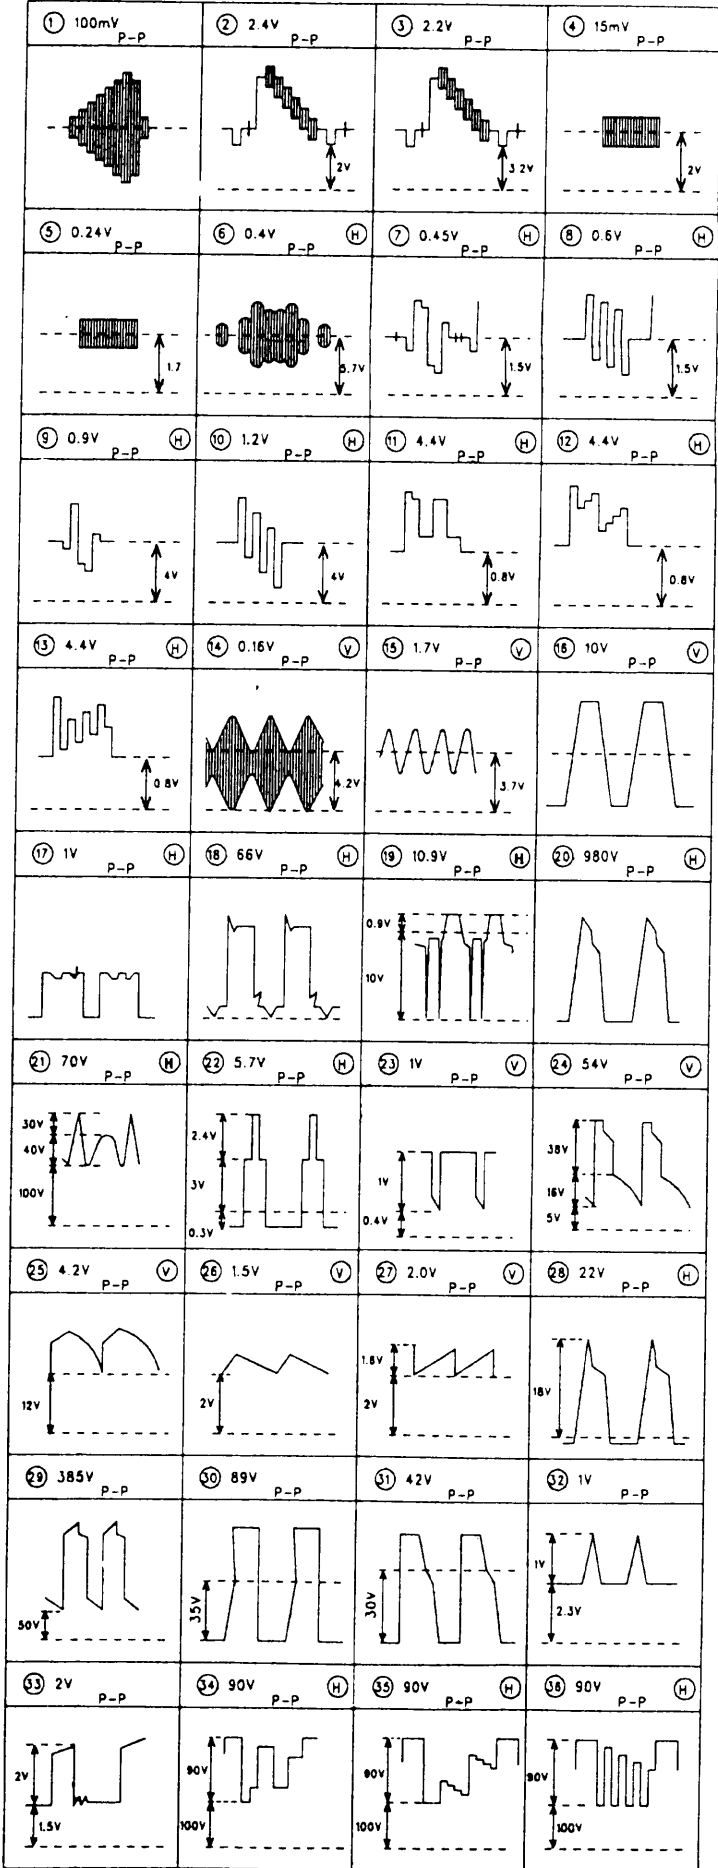 ① 100mV P-P
② 2.4V P-P
③ 2.2V P-P
④ 15mV P-P
2V
3.2V
2V
⑤ 0.24V P-P
⑥ 0.4V P-P Ⓗ
⑦ 0.45V P-P Ⓗ
⑧ 0.6V P-P Ⓗ
1.7
5.7V
1.5V
1.5V
⑨ 0.9V P-P Ⓗ
⑩ 1.2V P-P Ⓗ
⑪ 4.4V P-P Ⓗ
⑫ 4.4V P-P Ⓗ
4V
4V
0.8V
0.8V
⑬ 4.4V P-P Ⓗ
⑭ 0.16V P-P Ⓥ
⑮ 1.7V P-P Ⓥ
⑯ 10V P-P Ⓥ
0.8V
4.2V
3.7V
⑰ 1V P-P Ⓗ
⑱ 66V P-P Ⓗ
⑲ 10.9V P-P Ⓗ
⑳ 980V P-P Ⓗ
0.9V
10V
㉑ 70V P-P Ⓗ
㉒ 5.7V P-P Ⓗ
㉓ 1V P-P Ⓥ
㉔ 54V P-P Ⓥ
30V
40V
100V
2.4V
3V
0.3V
1V
0.4V
38V
16V
5V
㉕ 4.2V P-P Ⓥ
㉖ 1.5V P-P Ⓥ
㉗ 2.0V P-P Ⓥ
㉘ 22V P-P Ⓗ
12V
2V
1.8V
2V
18V
㉙ 385V P-P
㉚ 89V P-P
㉛ 42V P-P
㉜ 1V P-P
50V
35V
30V
1V
2.3V
㉝ 2V P-P
㉞ 90V P-P Ⓗ
㉟ 90V P-P Ⓗ
㊱ 90V P-P Ⓗ
2V
1.5V
90V
100V
90V
100V
90V
100V